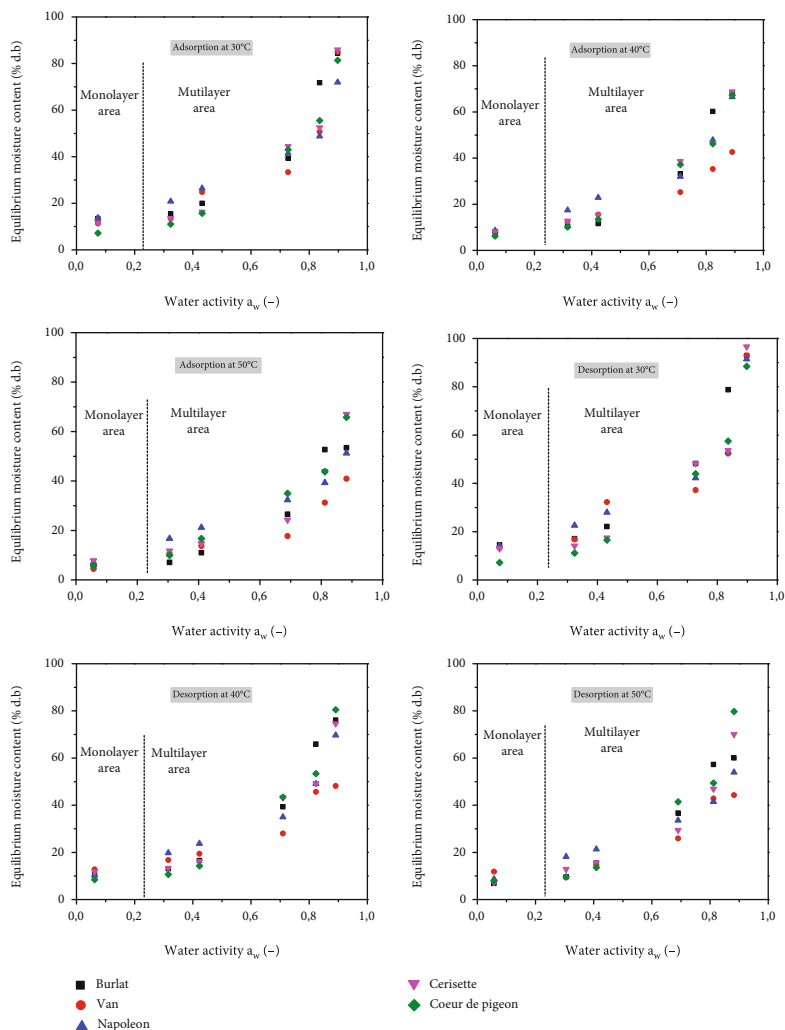 Adsorption at 30°C
Monolayer
area
Mutilayer
area
Equilibrium moisture content (% d.b)
100
80
60
40
20
0
0,0 0,2 0,4 0,6 0,8 1,0
Water activity a_w (–)
Adsorption at 40°C
Monolayer
area
Multilayer
area
Equilibrium moisture content (% d.b)
100
80
60
40
20
0
0,0 0,2 0,4 0,6 0,8 1,0
Water activity a_w (–)
Adsorption at 50°C
Monolayer
area
Multilayer
area
Equilibrium moisture content (% d.b)
100
80
60
40
20
0
0,0 0,2 0,4 0,6 0,8 1,0
Water activity a_w (–)
Desorption at 30°C
Monolayer
area
Multilayer
area
Equilibrium moisture content (% d.b)
100
80
60
40
20
0
0,0 0,2 0,4 0,6 0,8 1,0
Water activity a_w (–)
Desorption at 40°C
Monolayer
area
Multilayer
area
Equilibrium moisture content (% d.b)
100
80
60
40
20
0
0,0 0,2 0,4 0,6 0,8 1,0
Water activity a_w (–)
Desorption at 50°C
Monolayer
area
Multilayer
area
Equilibrium moisture content (% d.b)
100
80
60
40
20
0
0,0 0,2 0,4 0,6 0,8 1,0
Water activity a_w (–)
Burlat
Van
Napoleon
Cerisette
Coeur de pigeon